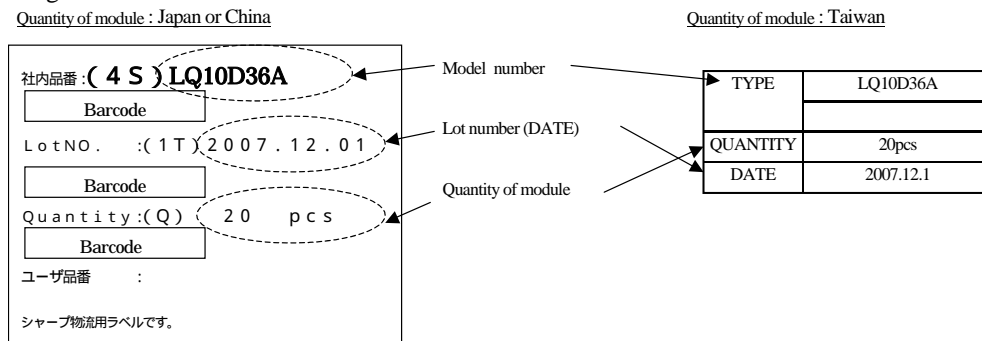 Quantity of module : Japan or China
Quantity of module : Taiwan
社内品番 :(４Ｓ)LQ10D36A
Barcode
LotNO. :(1T)2007.12.01
Barcode
Quantity:(Q) 20 pcs
Barcode
ユーザ品番 :
シャープ物流用ラベルです。
Model number
Lot number (DATE)
Quantity of module
TYPE LQ10D36A
QUANTITY 20pcs
DATE 2007.12.1